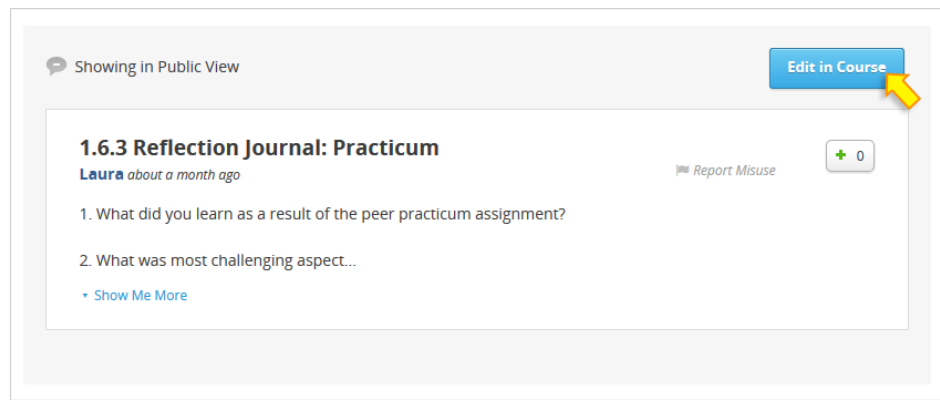 Showing in Public View
Edit in Course
1.6.3 Reflection Journal: Practicum
Laura about a month ago
Report Misuse
0
1. What did you learn as a result of the peer practicum assignment?
2. What was most challenging aspect...
Show Me More